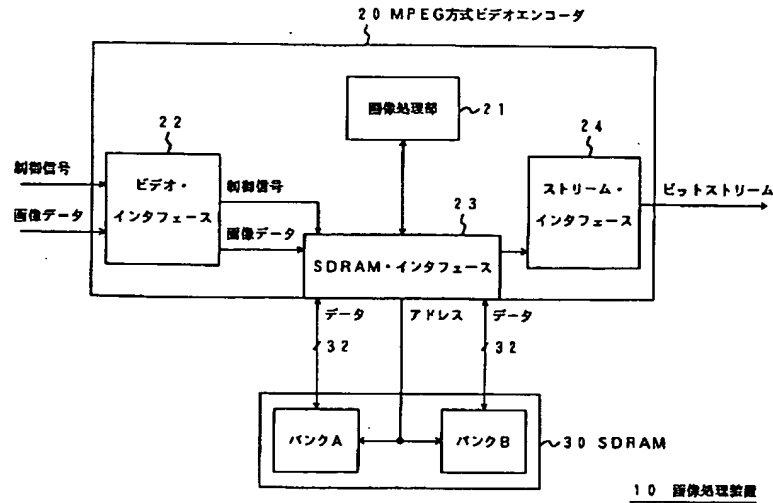 20 MPEG方式ビデオエンコーダ
画像処理部
21
22
24
制御信号
画像データ
ビデオ・
インタフェース
制御信号
画像データ
23
SDRAM・インタフェース
ストリーム・
インタフェース
ビットストリーム
データ
アドレス
データ
32
32
バンクA
バンクB
30 SDRAM
10 画像処理装置